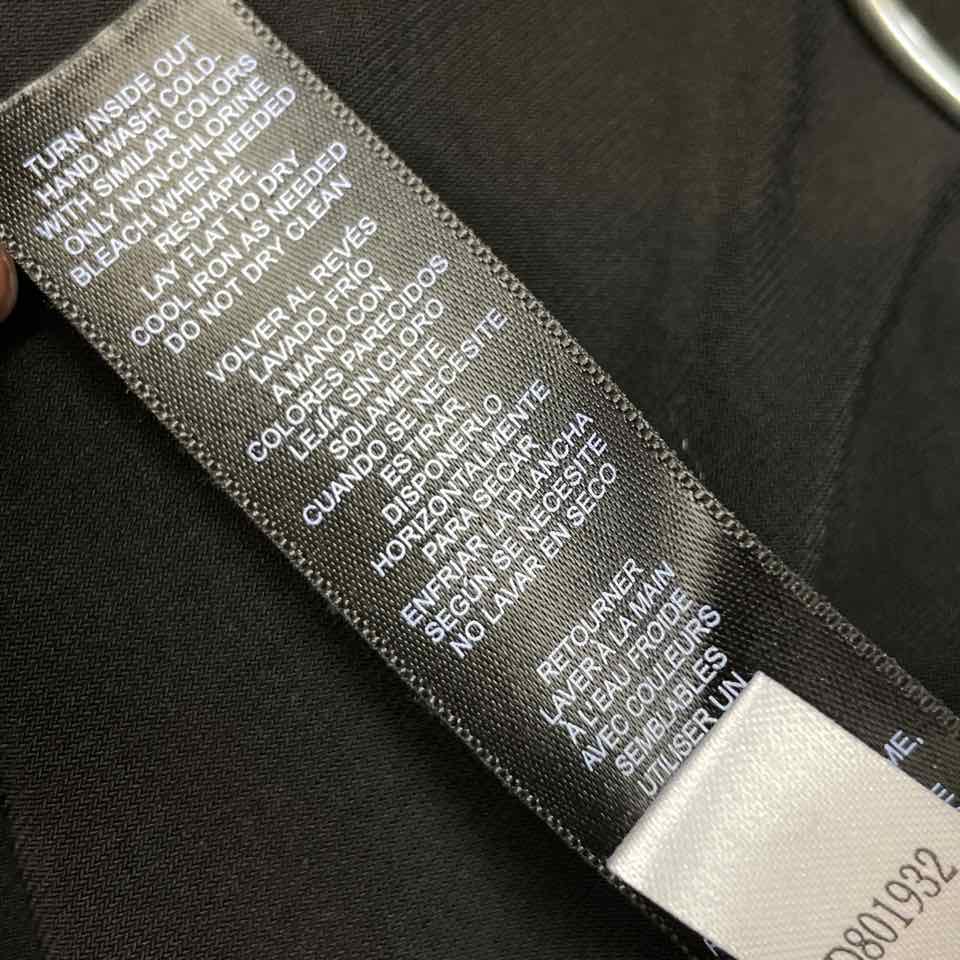 TURN INSIDE OUT
HAND WASH COLD-
WITH SIMILAR COLORS
ONLY NON-CHLORINE
BLEACH WHEN NEEDED
RESHAPE,
LAY FLAT TO DRY
COOL IRON AS NEEDED
DO NOT DRY CLEAN
VOLVER AL REVÉS
LAVADO FRÍO
A MANO-CON
COLORES PARECIDOS
LEJÍA SIN CLORO
SOLAMENTE
CUANDO SE NECESITE
ESTIRAR
DISPONERLO
HORIZONTALMENTE
PARA SECAR
ENFRIAR LA PLANCHA
SEGÚN SE NECESITE
NO LAVAR EN SECO
RETOURNER
LAVER A LA MAIN
À L'EAU FROIDE
AVEC COULEURS
SEMBLABLES
UTILISER UN
ME.
D801932